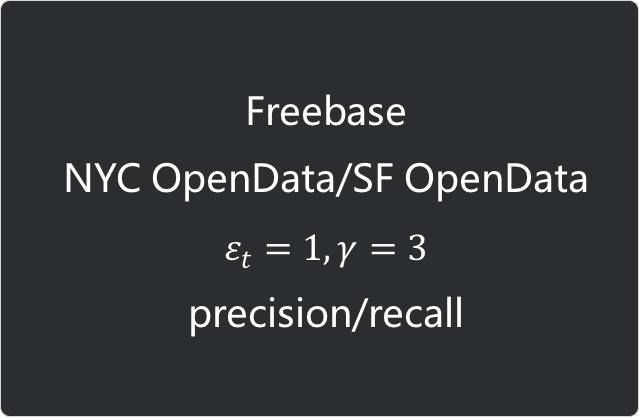 Freebase
NYC OpenData/SF OpenData
𝜀ₜ = 1, 𝛾 = 3
precision/recall